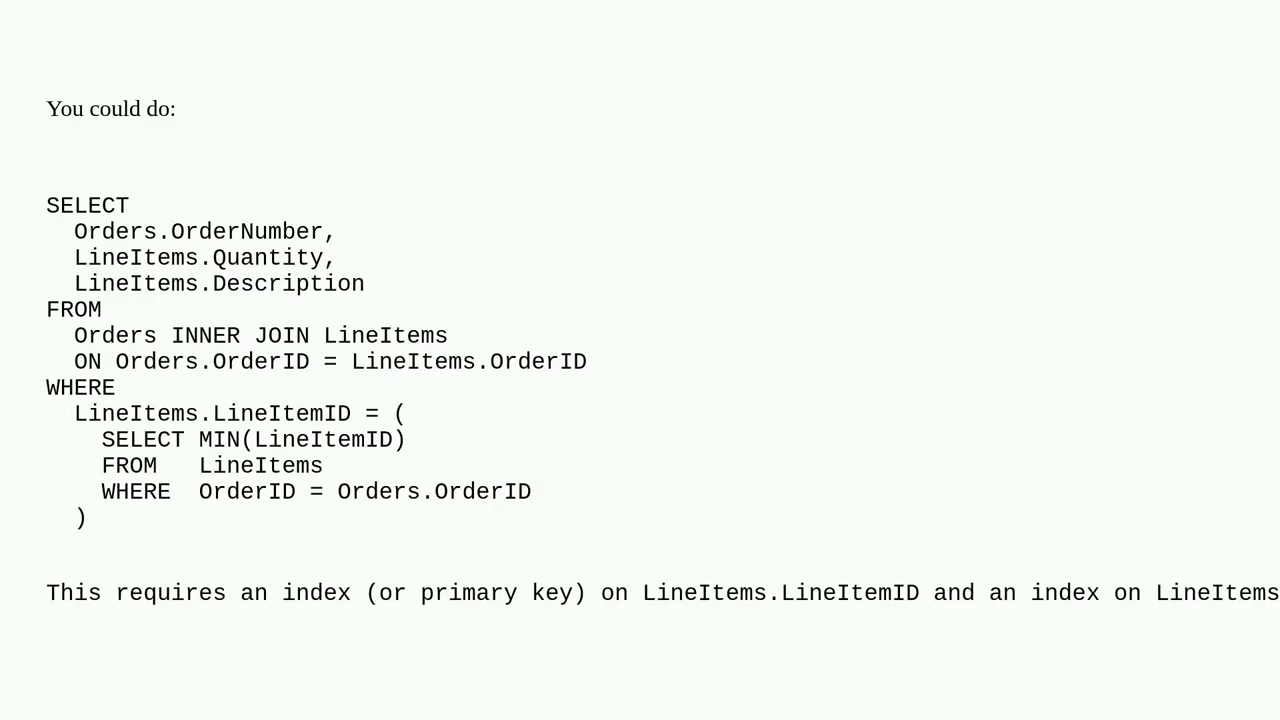 You could do:
SELECT
  Orders.OrderNumber,
  LineItems.Quantity,
  LineItems.Description
FROM
  Orders INNER JOIN LineItems
  ON Orders.OrderID = LineItems.OrderID
WHERE
  LineItems.LineItemID = (
    SELECT MIN(LineItemID)
    FROM   LineItems
    WHERE  OrderID = Orders.OrderID
  )
This requires an index (or primary key) on LineItems.LineItemID and an index on LineItems